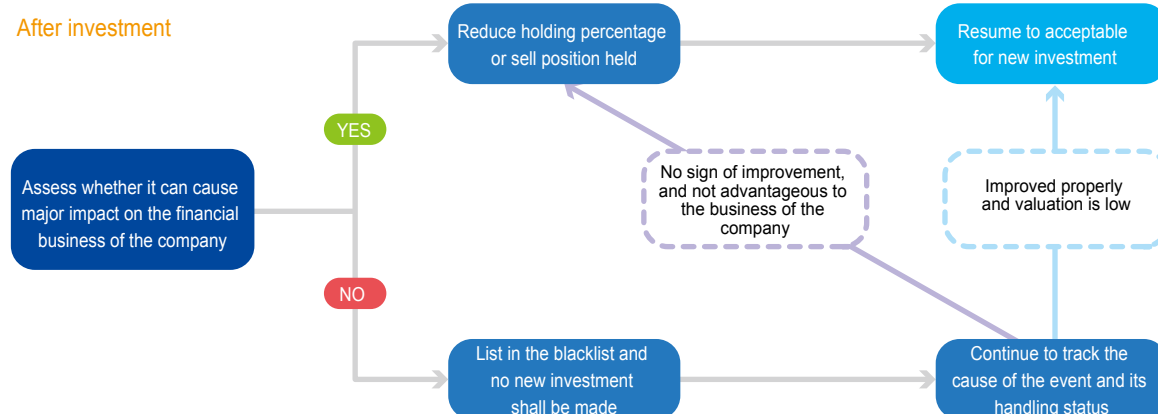 After investment
Reduce holding percentage
or sell position held
Resume to acceptable
for new investment
YES
Assess whether it can cause
major impact on the financial
business of the company
No sign of improvement,
and not advantageous to
the business of the
company
Improved properly
and valuation is low
NO
List in the blacklist and
no new investment
shall be made
Continue to track the
cause of the event and its
handling status